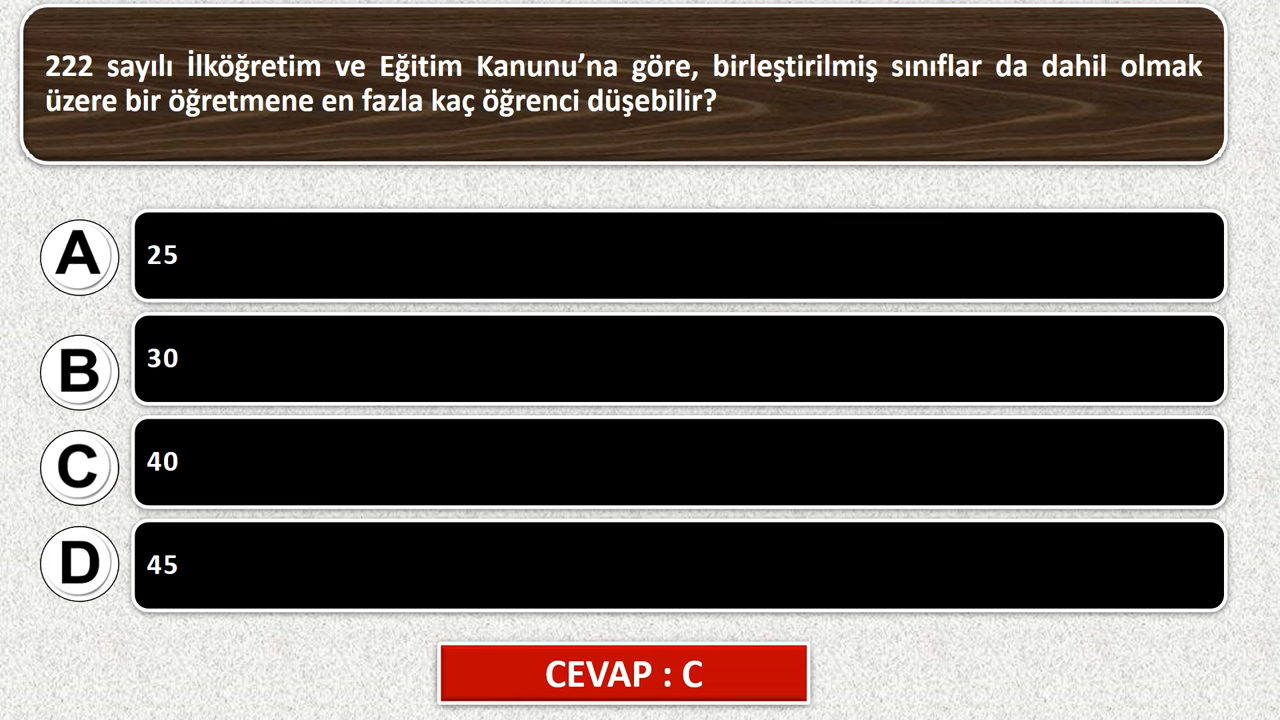 222 sayılı İlköğretim ve Eğitim Kanunu’na göre, birleştirilmiş sınıflar da dahil olmak
üzere bir öğretmene en fazla kaç öğrenci düşebilir?
A 25
B 30
C 40
D 45
CEVAP : C